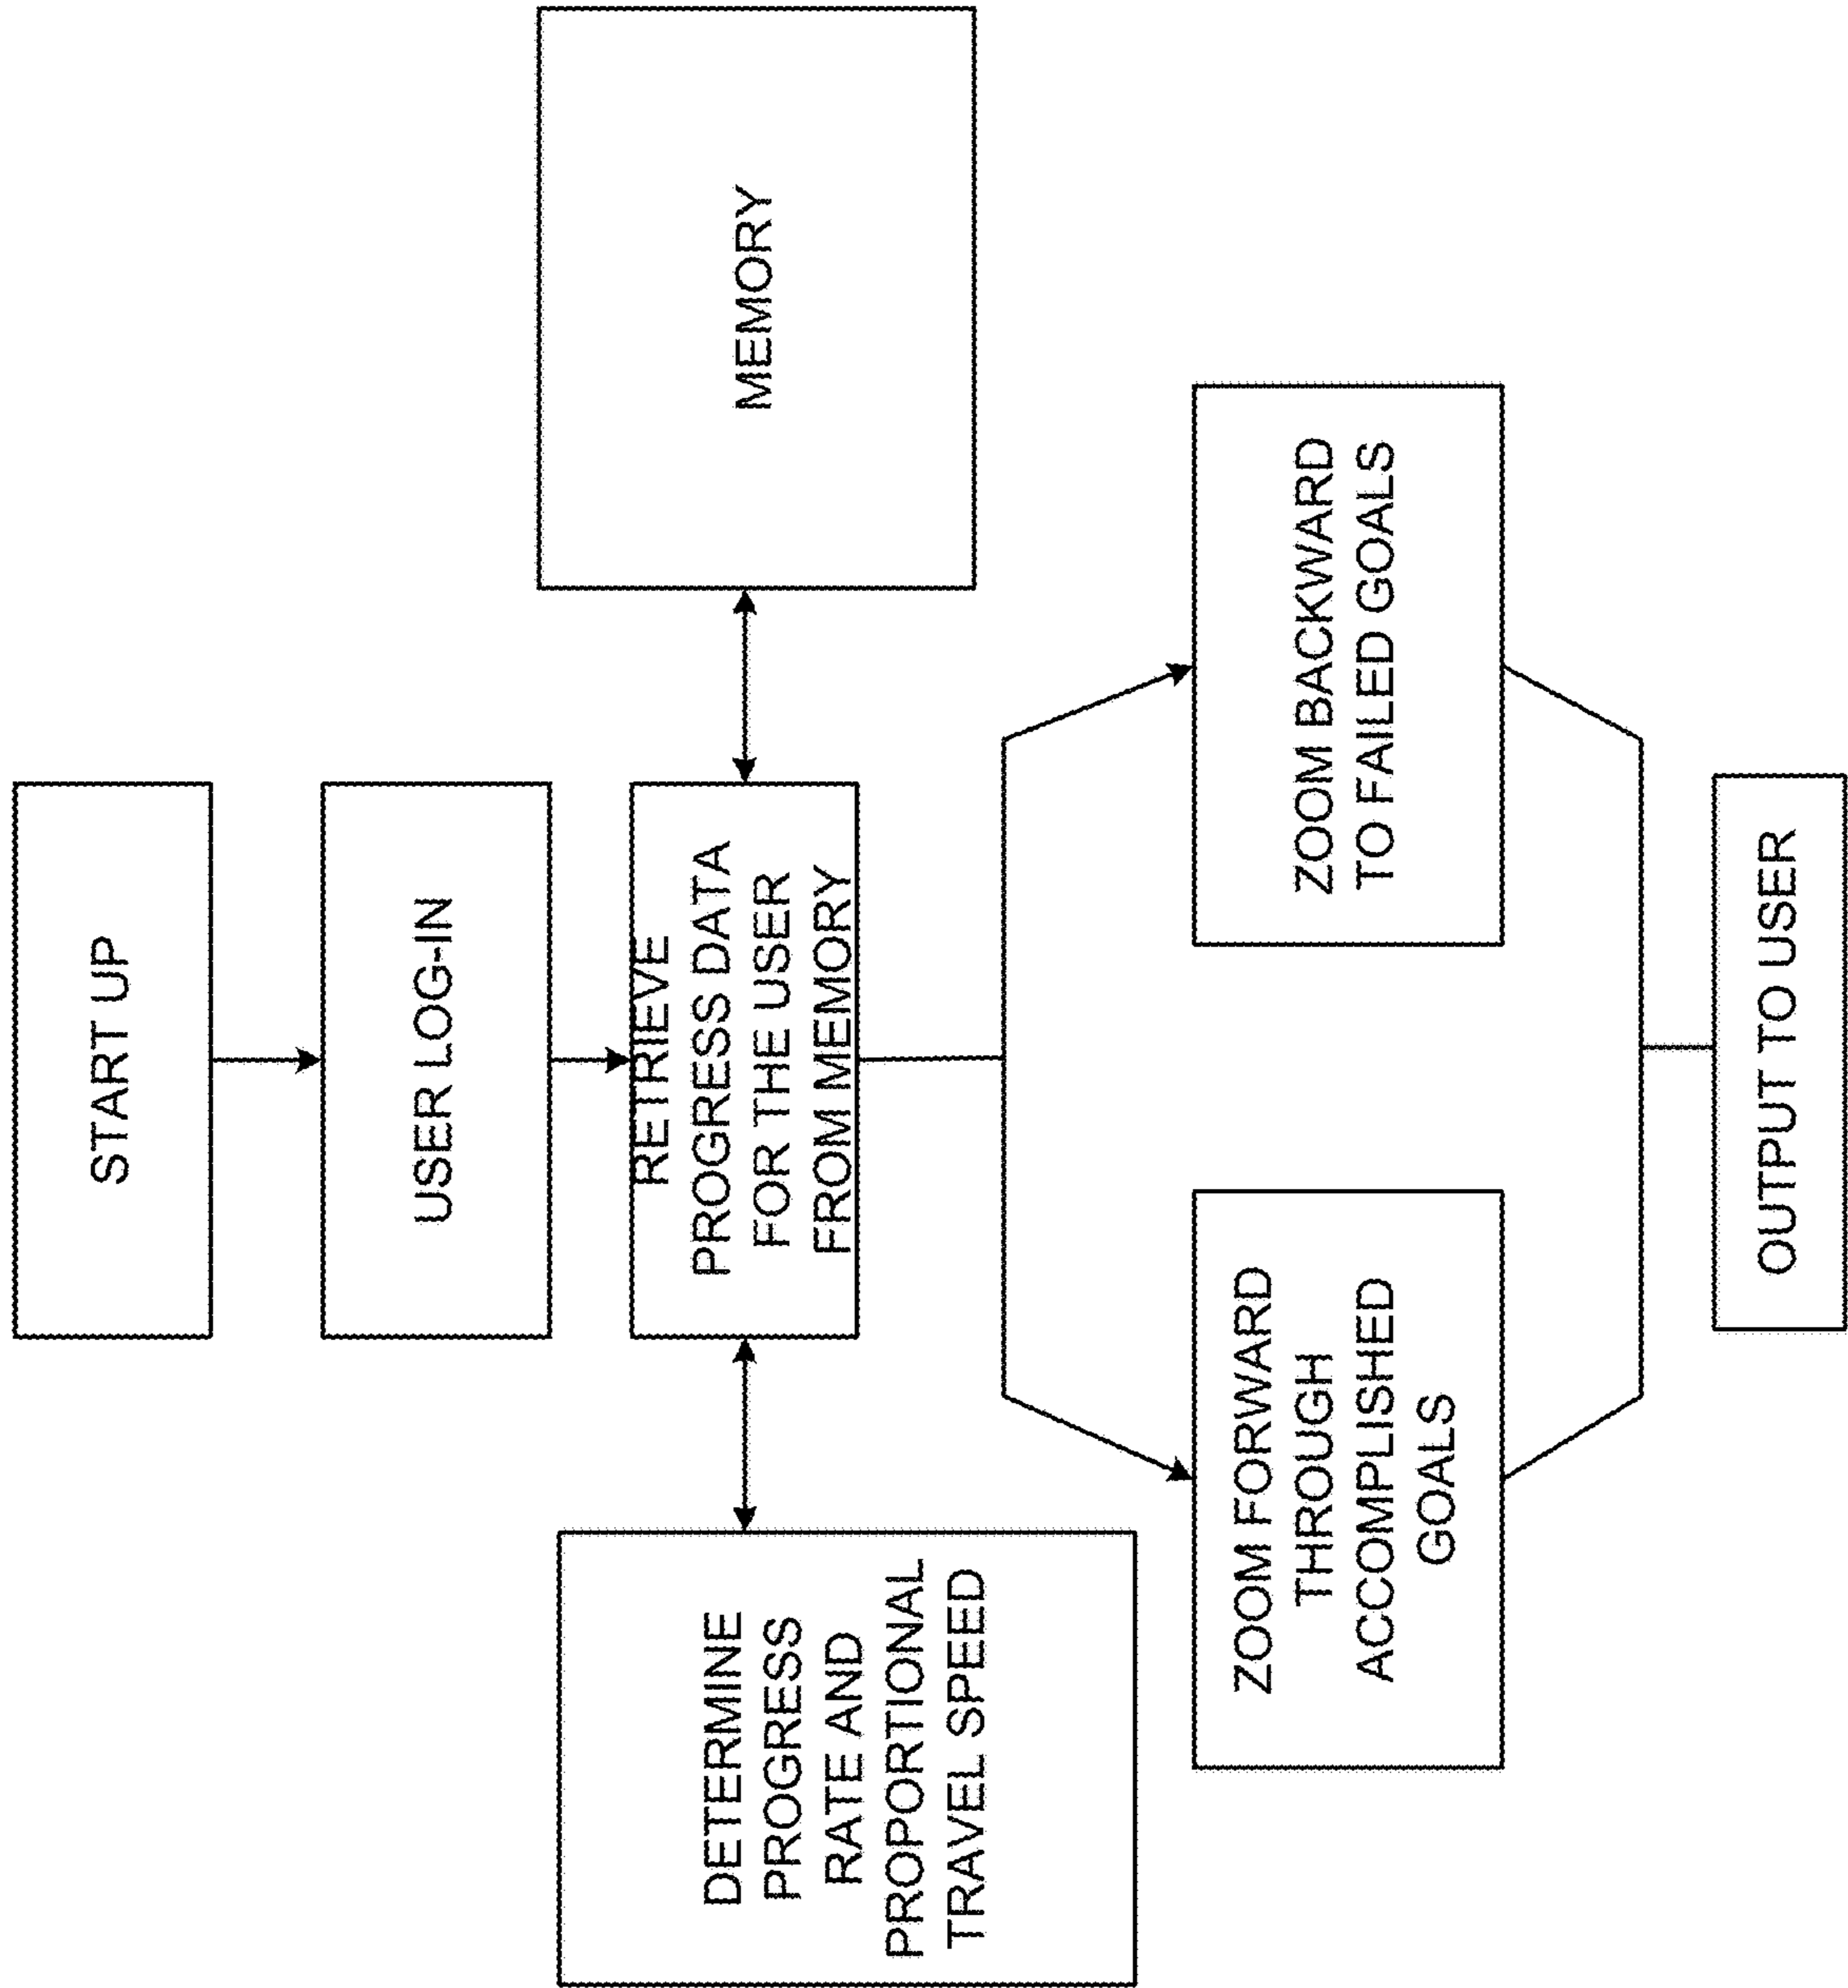 START UP
USER LOG-IN
DETERMINE
PROGRESS
RATE AND
PROPORTIONAL
TRAVEL SPEED
RETRIEVE
PROGRESS DATA
FOR THE USER
FROM MEMORY
MEMORY
ZOOM FORWARD
THROUGH
ACCOMPLISHED
GOALS
ZOOM BACKWARD
TO FAILED GOALS
OUTPUT TO USER